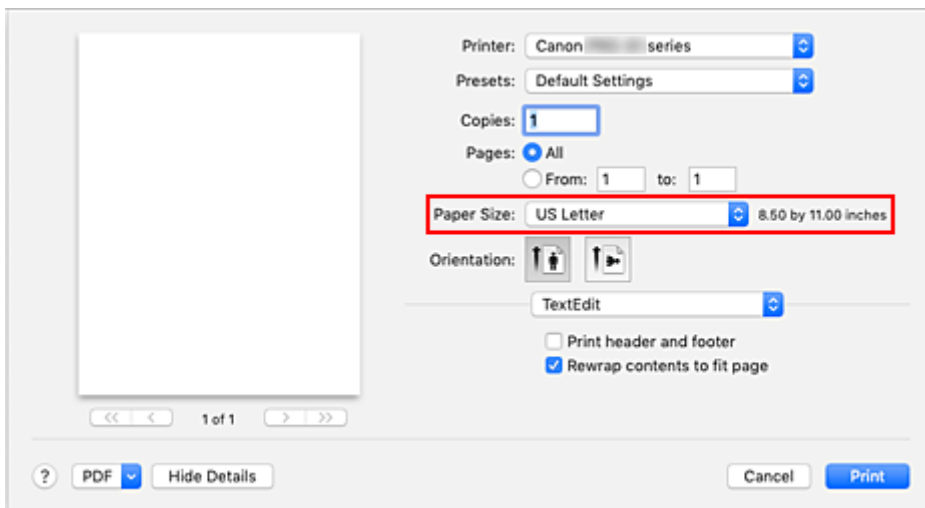 Printer: Canon series
Presets: Default Settings
Copies: 1
Pages: All
From: 1 to: 1
Paper Size: US Letter 8.50 by 11.00 inches
Orientation:
TextEdit
Print header and footer
Rewrap contents to fit page
<< < 1 of 1 > >>
? PDF Hide Details Cancel Print